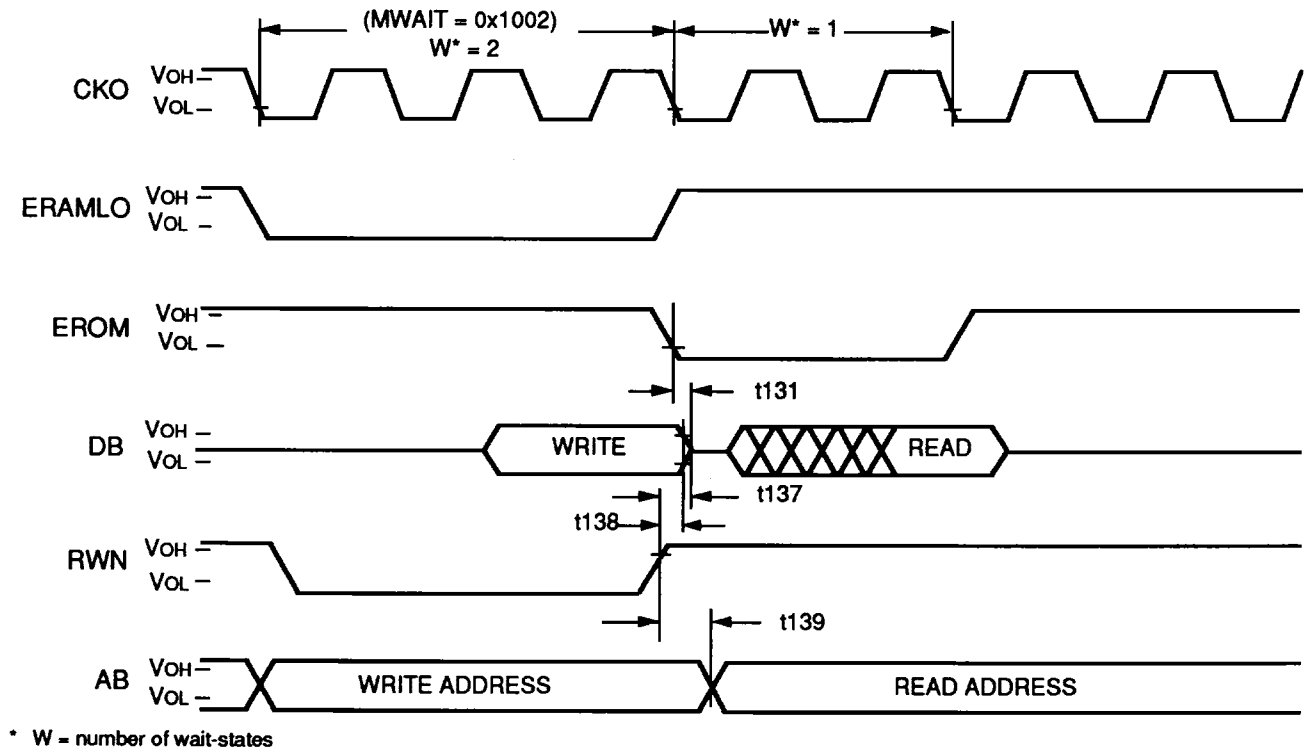 (MWAIT = 0x1002)
W* = 2
W* = 1
CKO
VOH
VOL
ERAMLO
VOH
VOL
EROM
VOH
VOL
t131
DB
VOH
VOL
WRITE
READ
t137
t138
RWN
VOH
VOL
t139
AB
VOH
VOL
WRITE ADDRESS
READ ADDRESS
* W = number of wait-states